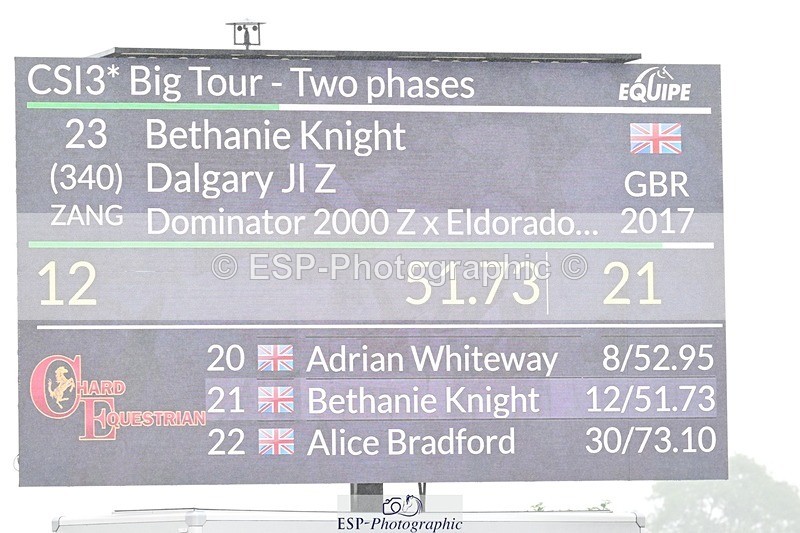 CSI3* Big Tour - Two phases
EQUIPE
23 Bethanie Knight
(340) Dalgary JI Z GBR
ZANG Dominator 2000 Z x Eldorado... 2017
© ESP-Photographic ©
12 51.73 21
20 Adrian Whiteway 8/52.95
21 Bethanie Knight 12/51.73
22 Alice Bradford 30/73.10
CHARD
EQUESTRIAN
ESP-Photographic